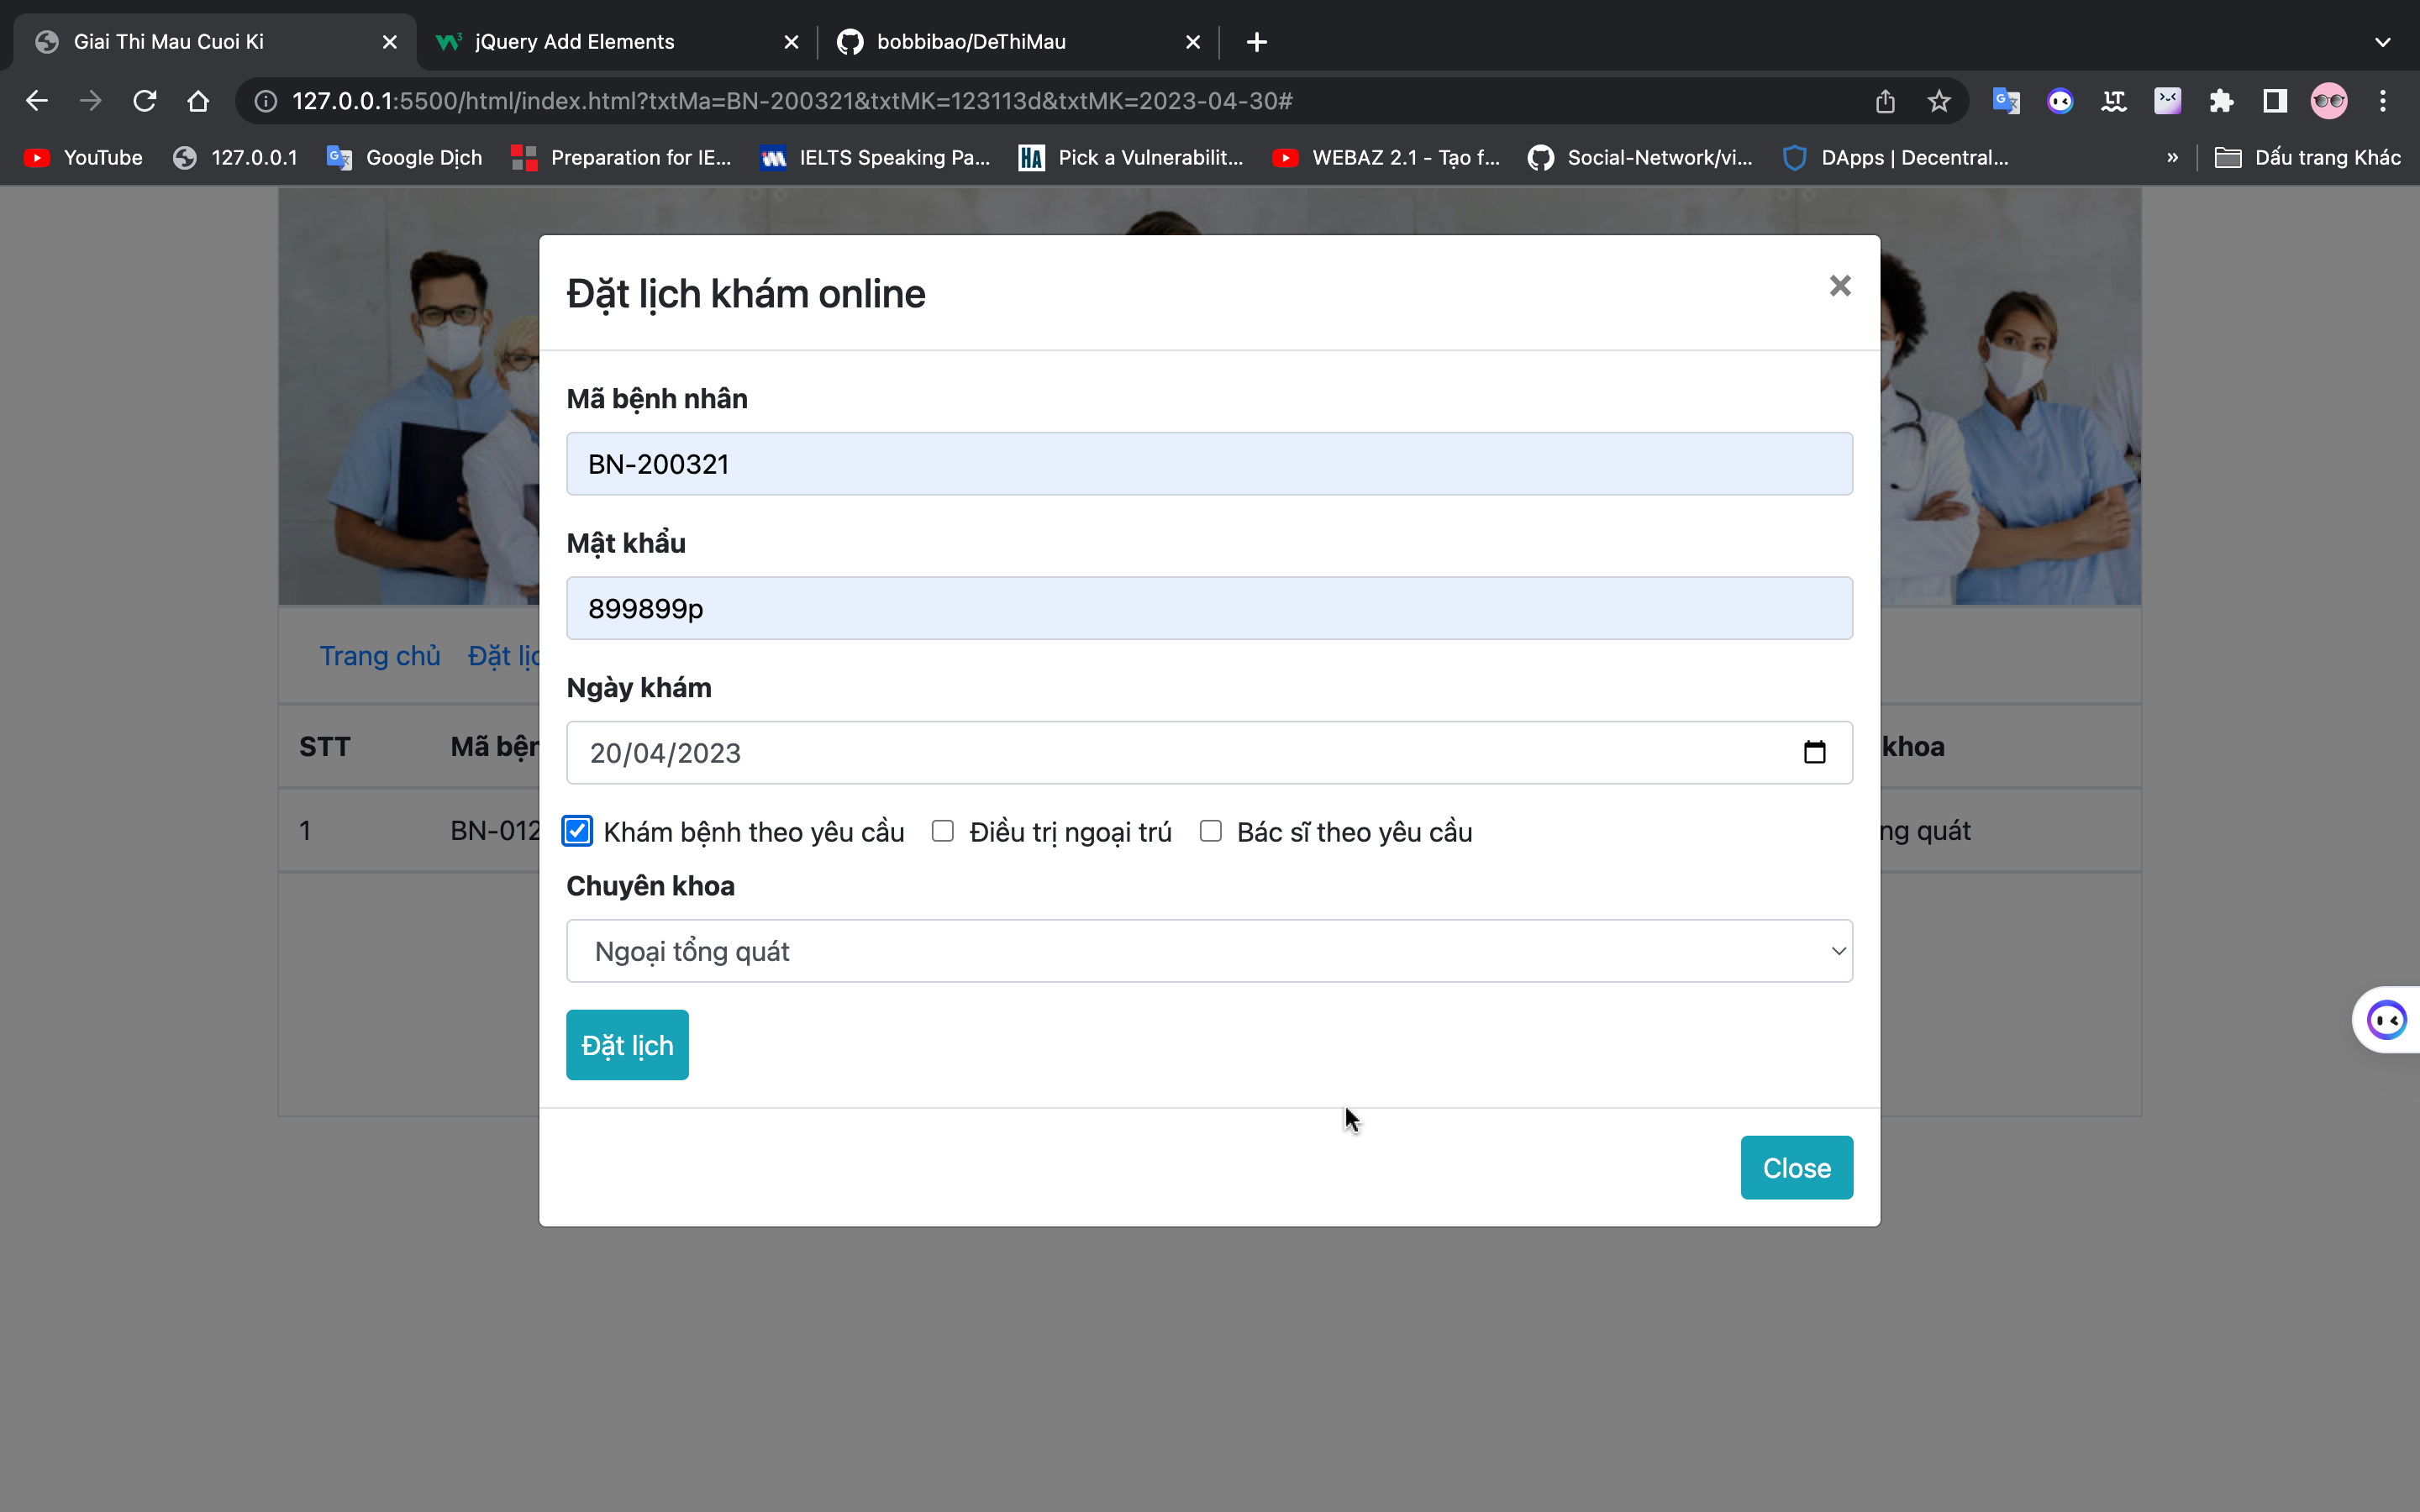 Giai Thi Mau Cuoi Ki
jQuery Add Elements
bobbibao/DeThiMau
127.0.0.1:5500/html/index.html?txtMa=BN-200321&txtMK=123113d&txtMK=2023-04-30#
YouTube
127.0.0.1
Google Dịch
Preparation for IE...
IELTS Speaking Pa...
HA
Pick a Vulnerabilit...
WEBAZ 2.1 - Tạo f...
Social-Network/vi...
DApps | Decentral...
»
Dấu trang Khác
Đặt lịch khám online
Mã bệnh nhân
BN-200321
Mật khẩu
899899p
Trang chủ Đặt lịc
Ngày khám
STT Mã bện khoa
20/04/2023
1 BN-012 ng quát
Khám bệnh theo yêu cầu Điều trị ngoại trú Bác sĩ theo yêu cầu
Chuyên khoa
Ngoại tổng quát
Đặt lịch
Close